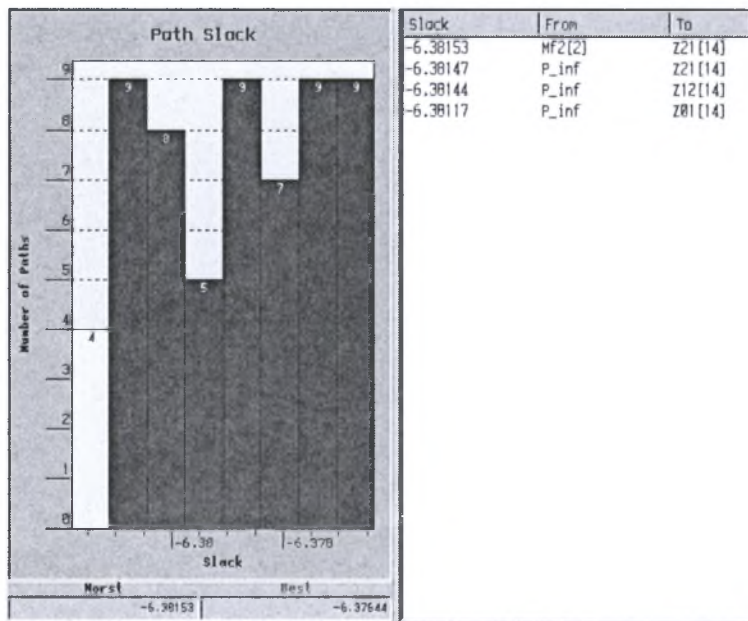 Path Slack
Number of Paths
9
8
7
6
5
4
3
2
1
0
4
9
8
5
9
7
9
9
-6.38
-6.378
Slack
Worst
Best
-6.38153
-6.37644
Slack From To
-6.38153 Mf2[2] Z21[14]
-6.38147 P_inf Z21[14]
-6.38144 P_inf Z12[14]
-6.38117 P_inf Z01[14]